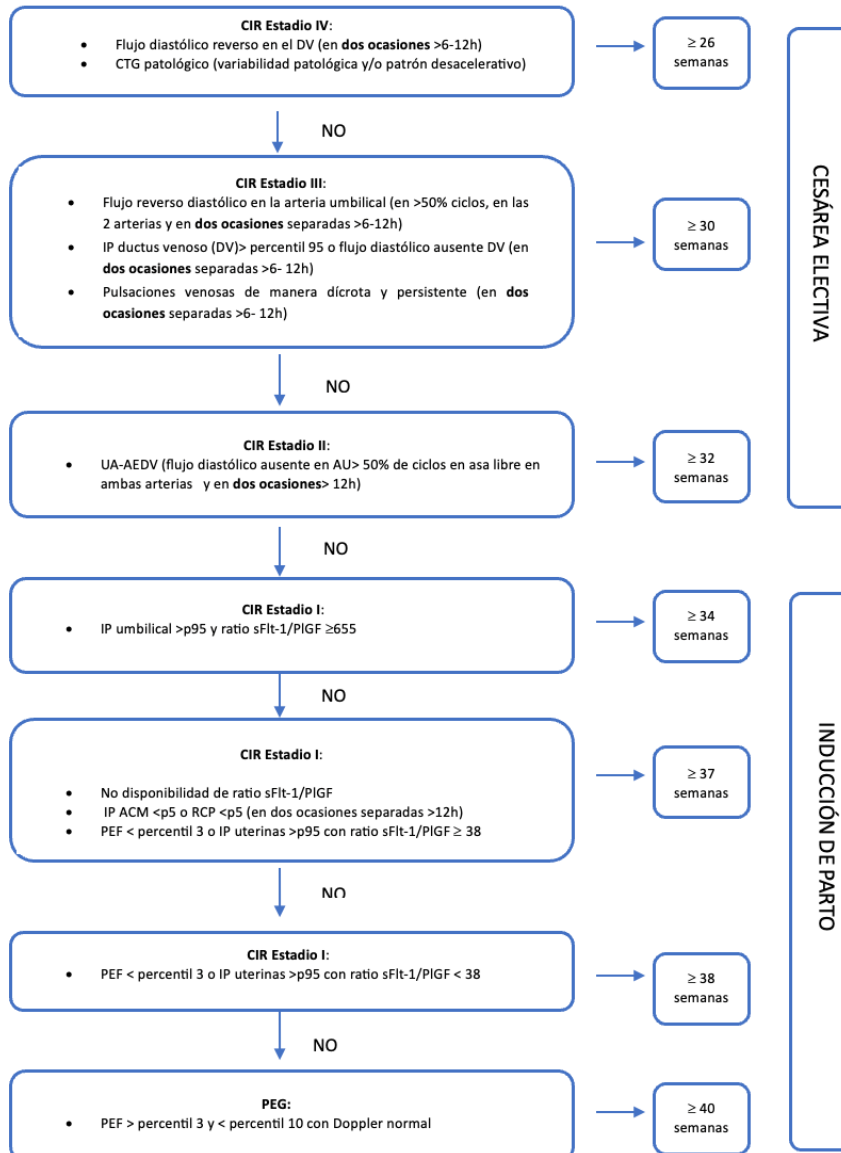 CIR Estadio IV:
• Flujo diastólico reverso en el DV (en dos ocasiones >6-12h)
• CTG patológico (variabilidad patológica y/o patrón desacelerativo)
≥ 26
semanas
NO
CIR Estadio III:
• Flujo reverso diastólico en la arteria umbilical (en >50% ciclos, en las
2 arterias y en dos ocasiones separadas >6-12h)
• IP ductus venoso (DV)> percentil 95 o flujo diastólico ausente DV (en
dos ocasiones separadas >6- 12h)
• Pulsaciones venosas de manera dícrota y persistente (en dos
ocasiones separadas >6- 12h)
≥ 30
semanas
CESÁREA ELECTIVA
NO
CIR Estadio II:
• UA-AEDV (flujo diastólico ausente en AU> 50% de ciclos en asa libre en
ambas arterias y en dos ocasiones> 12h)
≥ 32
semanas
NO
CIR Estadio I:
• IP umbilical >p95 y ratio sFlt-1/PlGF ≥655
≥ 34
semanas
NO
CIR Estadio I:
• No disponibilidad de ratio sFlt-1/PlGF
• IP ACM <p5 o RCP <p5 (en dos ocasiones separadas >12h)
• PEF < percentil 3 o IP uterinas >p95 con ratio sFlt-1/PlGF ≥ 38
≥ 37
semanas
INDUCCIÓN DE PARTO
NO
CIR Estadio I:
• PEF < percentil 3 o IP uterinas >p95 con ratio sFlt-1/PlGF < 38
≥ 38
semanas
NO
PEG:
• PEF > percentil 3 y < percentil 10 con Doppler normal
≥ 40
semanas